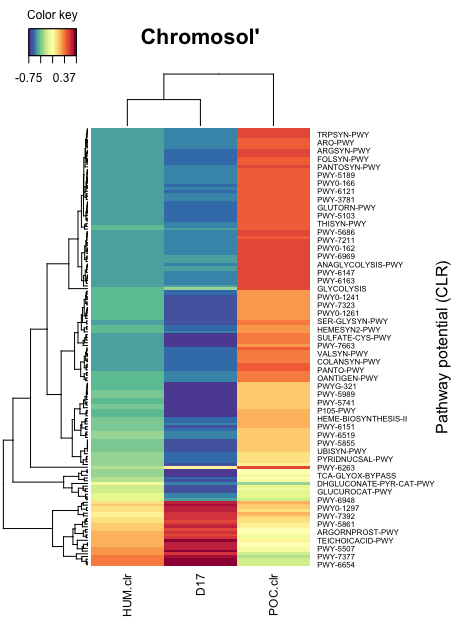 Color key
Chromosol'
-0.75 0.37
TRPSYN-PWY
ARO-PWY
ARGSYN-PWY
FOLSYN-PWY
PANTOSYN-PWY
PWY-5189
PWY0-166
PWY-6121
PWY-3781
GLUTORN-PWY
PWY-5103
THISYN-PWY
PWY-5686
PWY-7211
PWY0-162
PWY-6969
ANAGLYCOLYSIS-PWY
PWY-6147
PWY-6163
GLYCOLYSIS
PWY0-1241
PWY-7323
PWY0-1261
SER-GLYSYN-PWY
HEMESYN2-PWY
SULFATE-CYS-PWY
PWY-7663
VALSYN-PWY
COLANSYN-PWY
PANTO-PWY
OANTIGEN-PWY
PWYG-321
PWY-5989
PWY-5741
P105-PWY
HEME-BIOSYNTHESIS-II
PWY-6151
PWY-6519
PWY-5855
UBISYN-PWY
PYRIDNUCSAL-PWY
PWY-6263
TCA-GLYOX-BYPASS
DHGLUCONATE-PYR-CAT-PWY
GLUCUROCAT-PWY
PWY-6948
PWY0-1297
PWY-7392
PWY-5861
ARGORNPROST-PWY
TEICHOICACID-PWY
PWY-5507
PWY-7377
PWY-6654
Pathway potential (CLR)
HUM.clr
D17
POC.clr